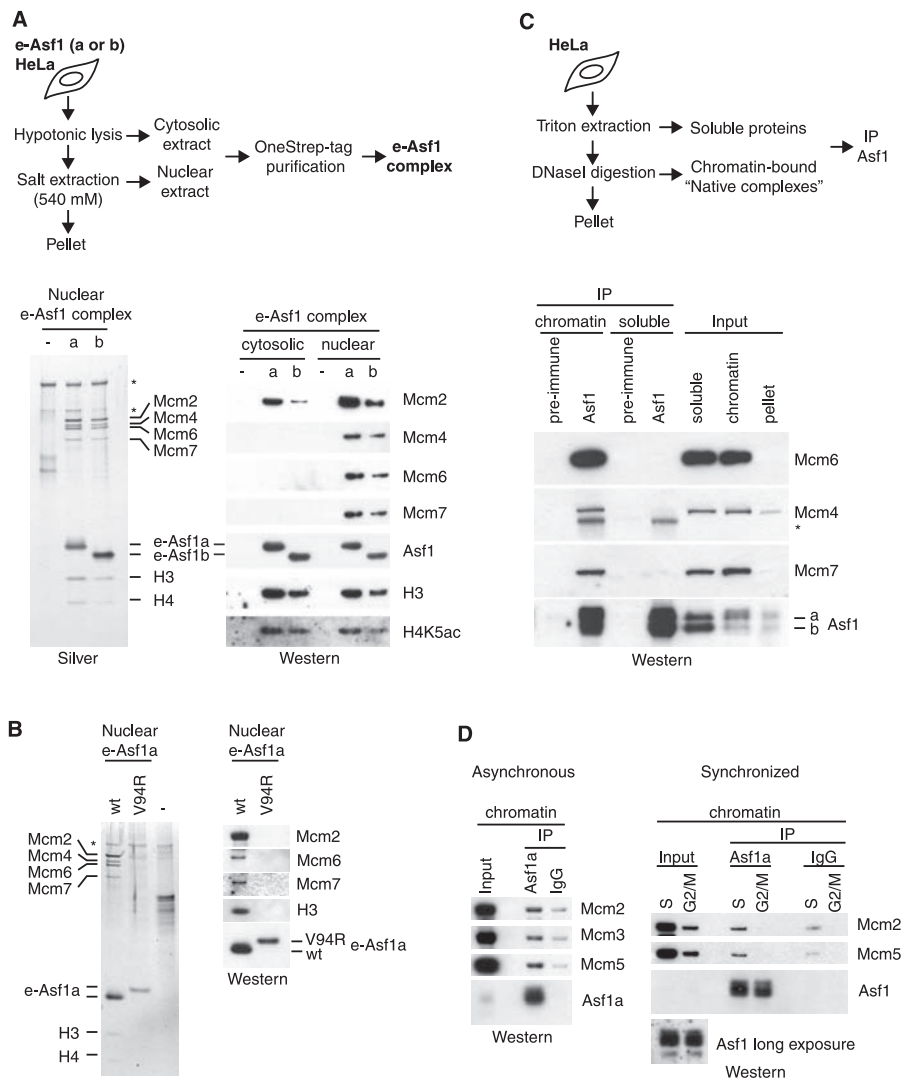 A
e-Asf1 (a or b)
HeLa
Hypotonic lysis
Cytosolic
extract
Salt extraction
(540 mM)
Nuclear
extract
Pellet
OneStrep-tag
purification
e-Asf1
complex
Nuclear
e-Asf1 complex
- a b
*
Mcm2
*
Mcm4
Mcm6
Mcm7
e-Asf1a
e-Asf1b
H3
H4
Silver
e-Asf1 complex
cytosolic nuclear
- a b - a b
Mcm2
Mcm4
Mcm6
Mcm7
Asf1
H3
H4K5ac
Western
C
HeLa
Triton extraction
Soluble proteins
DNaseI digestion
Chromatin-bound
"Native complexes"
Pellet
IP
Asf1
IP
chromatin soluble Input
pre-immune
Asf1
pre-immune
Asf1
soluble
chromatin
pellet
Mcm6
Mcm4
*
Mcm7
a
b
Asf1
Western
B
Nuclear
e-Asf1a
wt
V94R
-
Mcm2
*
Mcm4
Mcm6
Mcm7
e-Asf1a
H3
H4
Silver
Nuclear
e-Asf1a
wt
V94R
Mcm2
Mcm6
Mcm7
H3
V94R
wt
e-Asf1a
Western
D
Asynchronous
chromatin
IP
Input
Asf1a
IgG
Mcm2
Mcm3
Mcm5
Asf1a
Western
Synchronized
chromatin
IP
Input Asf1a IgG
S
G2/M
S
G2/M
S
G2/M
Mcm2
Mcm5
Asf1
Asf1 long exposure
Western